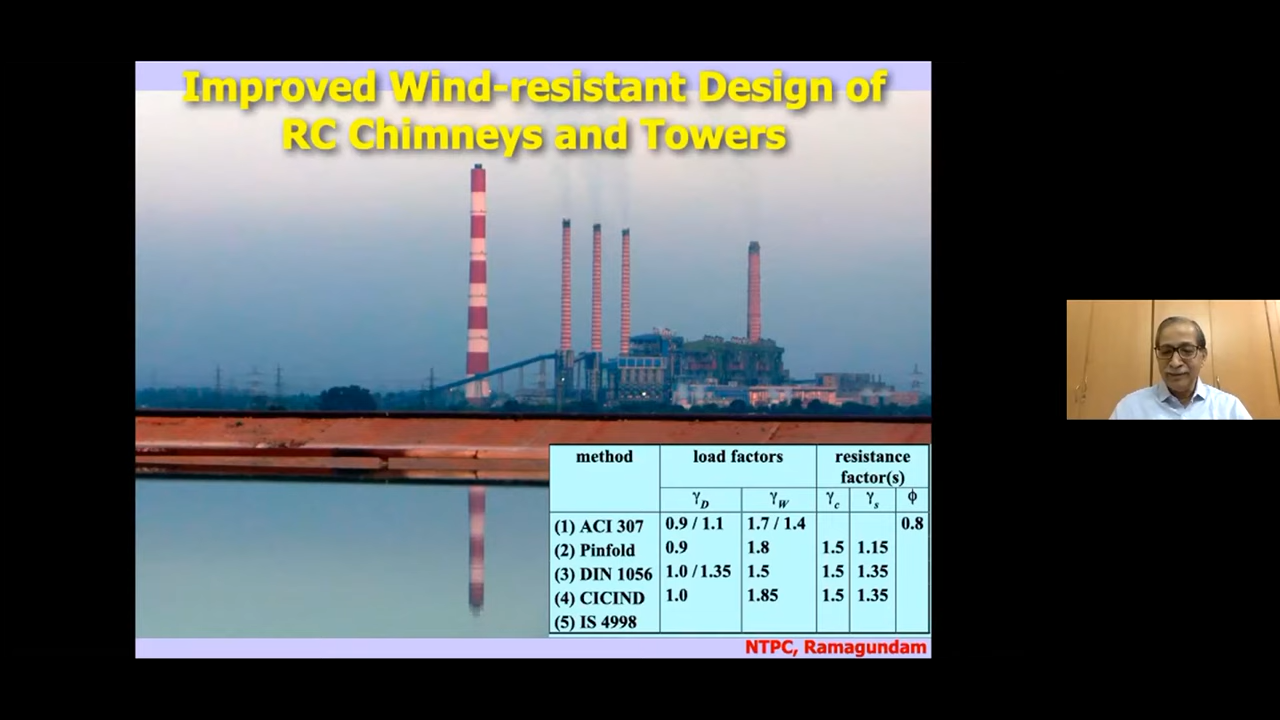 Improved Wind-resistant Design of
RC Chimneys and Towers
method load factors resistance
factor(s)
γD γW γc γs ϕ
(1) ACI 307 0.9 / 1.1 1.7 / 1.4 0.8
(2) Pinfold 0.9 1.8 1.5 1.15
(3) DIN 1056 1.0 / 1.35 1.5 1.5 1.35
(4) CICIND 1.0 1.85 1.5 1.35
(5) IS 4998
NTPC, Ramagundam